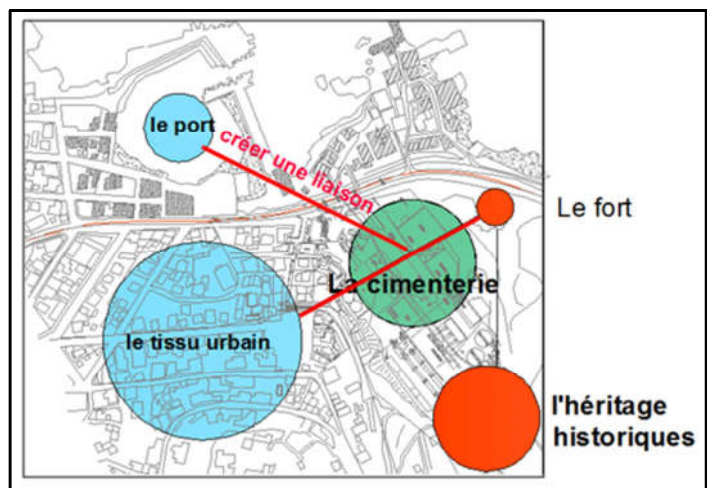 le port
créer une liaison
Le fort
La cimenterie
le tissu urbain
l'héritage
historiques